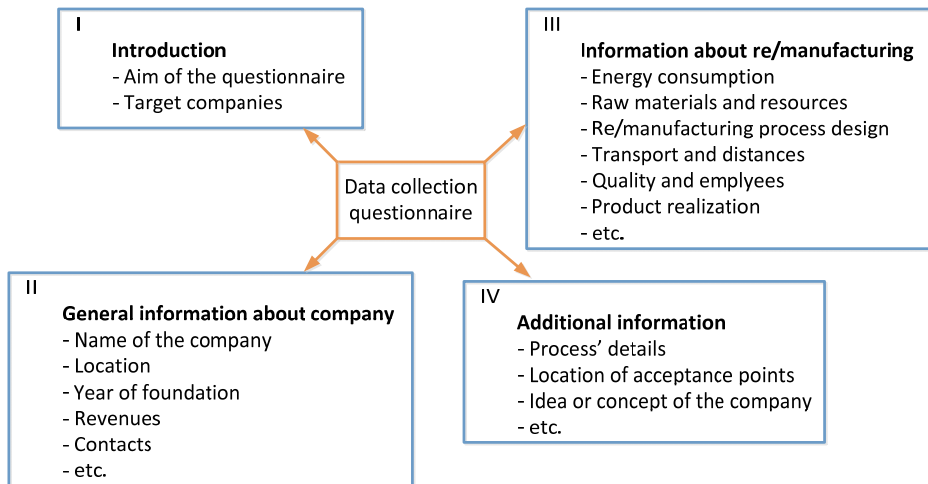 I
Introduction
- Aim of the questionnaire
- Target companies
III
Information about re/manufacturing
- Energy consumption
- Raw materials and resources
- Re/manufacturing process design
- Transport and distances
- Quality and emplyees
- Product realization
- etc.
Data collection
questionnaire
II
General information about company
- Name of the company
- Location
- Year of foundation
- Revenues
- Contacts
- etc.
IV
Additional information
- Process’ details
- Location of acceptance points
- Idea or concept of the company
- etc.